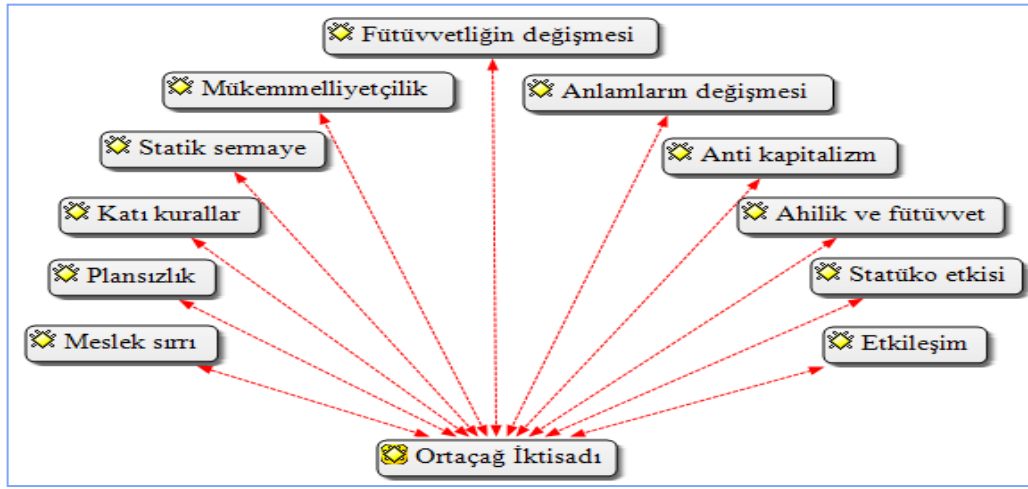 Fütüvvetliğin değişmesi
Mükemmelliyetçilik
Anlamların değişmesi
Statik sermaye
Anti kapitalizm
Katı kurallar
Ahilik ve fütüvvet
Plansızlık
Statüko etkisi
Meslek sırrı
Etkileşim
Ortaçağ İktisadı